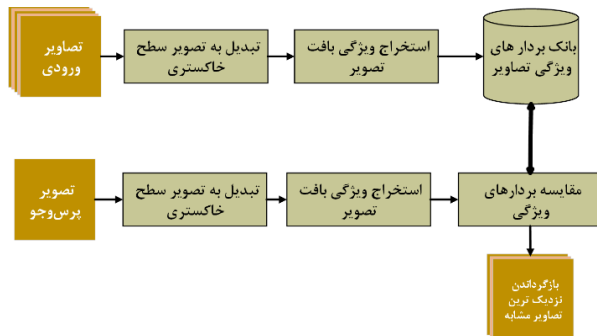 تصاویر
ورودی
تبدیل به تصویر سطح
خاکستری
استخراج ویژگی بافت
تصویر
بانک بردار های
ویژگی تصاویر
تصویر
پرس‌وجو
تبدیل به تصویر سطح
خاکستری
استخراج ویژگی بافت
تصویر
مقایسه بردارهای
ویژگی
بازگرداندن
نزدیک ترین
تصاویر مشابه